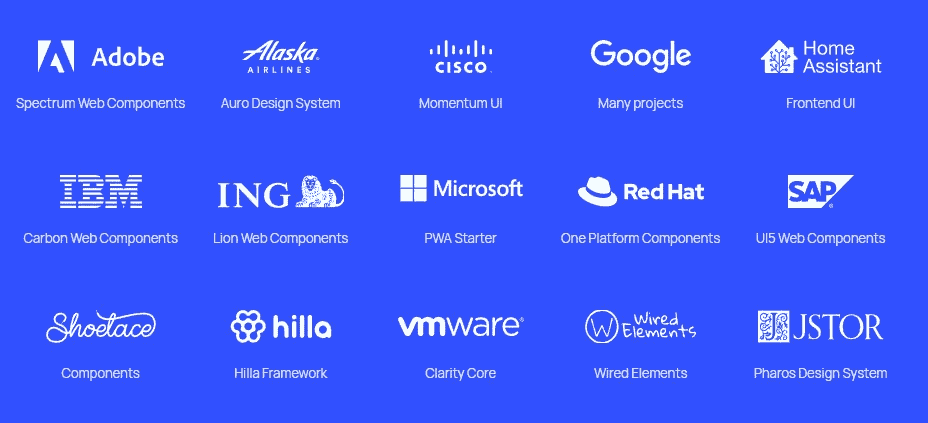 Adobe
Spectrum Web Components
Alaska®
AIRLINES
Auro Design System
CISCO
Momentum UI
Google
Many projects
Home
Assistant
Frontend UI
IBM
Carbon Web Components
ING
Lion Web Components
Microsoft
PWA Starter
Red Hat
One Platform Components
SAP®
UI5 Web Components
Shoelace
Components
hilla
Hilla Framework
vmware®
Clarity Core
W
Wired
Elements
Wired Elements
JSTOR
Pharos Design System